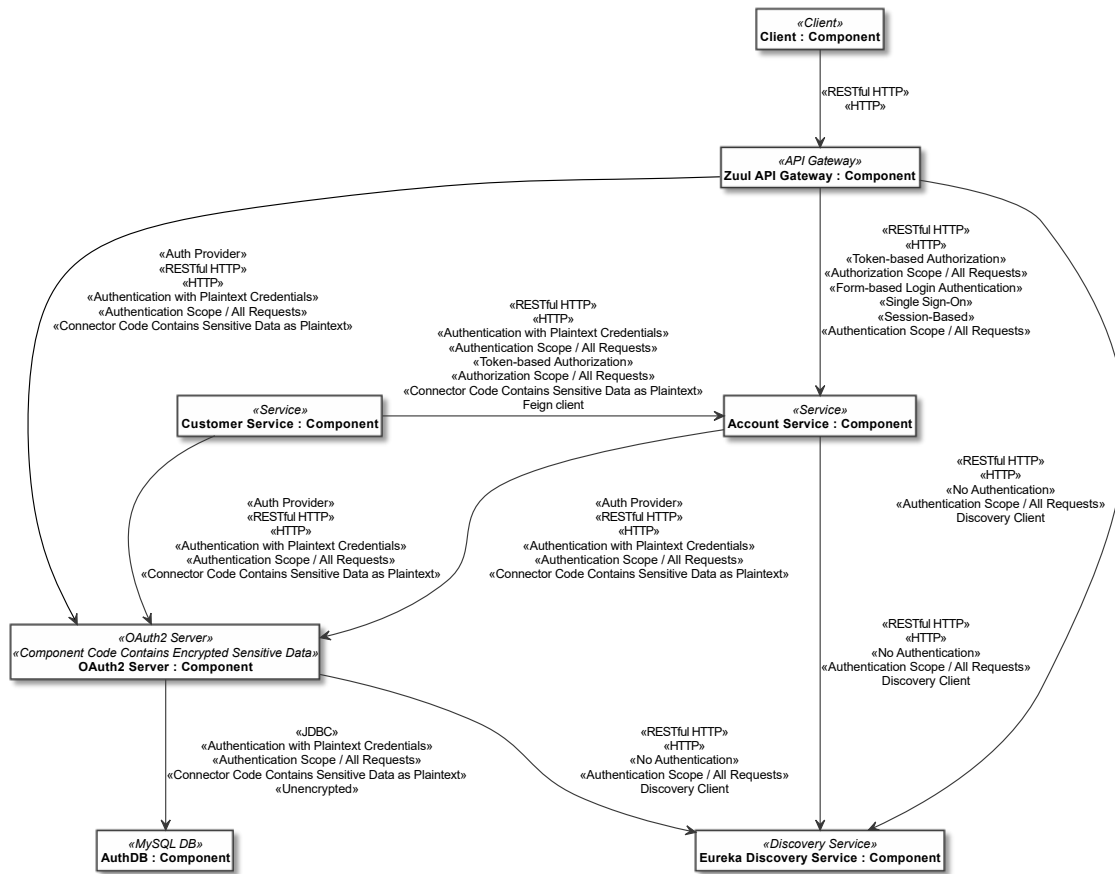 «Client»
Client : Component
«RESTful HTTP»
«HTTP»
«API Gateway»
Zuul API Gateway : Component
«Auth Provider»
«RESTful HTTP»
«HTTP»
«Authentication with Plaintext Credentials»
«Authentication Scope / All Requests»
«Connector Code Contains Sensitive Data as Plaintext»
«RESTful HTTP»
«HTTP»
«Token-based Authorization»
«Authorization Scope / All Requests»
«Form-based Login Authentication»
«Single Sign-On»
«Session-Based»
«Authentication Scope / All Requests»
«RESTful HTTP»
«HTTP»
«Authentication with Plaintext Credentials»
«Authentication Scope / All Requests»
«Token-based Authorization»
«Authorization Scope / All Requests»
«Connector Code Contains Sensitive Data as Plaintext»
Feign client
«Service»
Customer Service : Component
«Service»
Account Service : Component
«RESTful HTTP»
«HTTP»
«No Authentication»
«Authentication Scope / All Requests»
Discovery Client
«Auth Provider»
«RESTful HTTP»
«HTTP»
«Authentication with Plaintext Credentials»
«Authentication Scope / All Requests»
«Connector Code Contains Sensitive Data as Plaintext»
«Auth Provider»
«RESTful HTTP»
«HTTP»
«Authentication with Plaintext Credentials»
«Authentication Scope / All Requests»
«Connector Code Contains Sensitive Data as Plaintext»
«RESTful HTTP»
«HTTP»
«No Authentication»
«Authentication Scope / All Requests»
Discovery Client
«OAuth2 Server»
«Component Code Contains Encrypted Sensitive Data»
OAuth2 Server : Component
«JDBC»
«Authentication with Plaintext Credentials»
«Authentication Scope / All Requests»
«Connector Code Contains Sensitive Data as Plaintext»
«Unencrypted»
«RESTful HTTP»
«HTTP»
«No Authentication»
«Authentication Scope / All Requests»
Discovery Client
«MySQL DB»
AuthDB : Component
«Discovery Service»
Eureka Discovery Service : Component